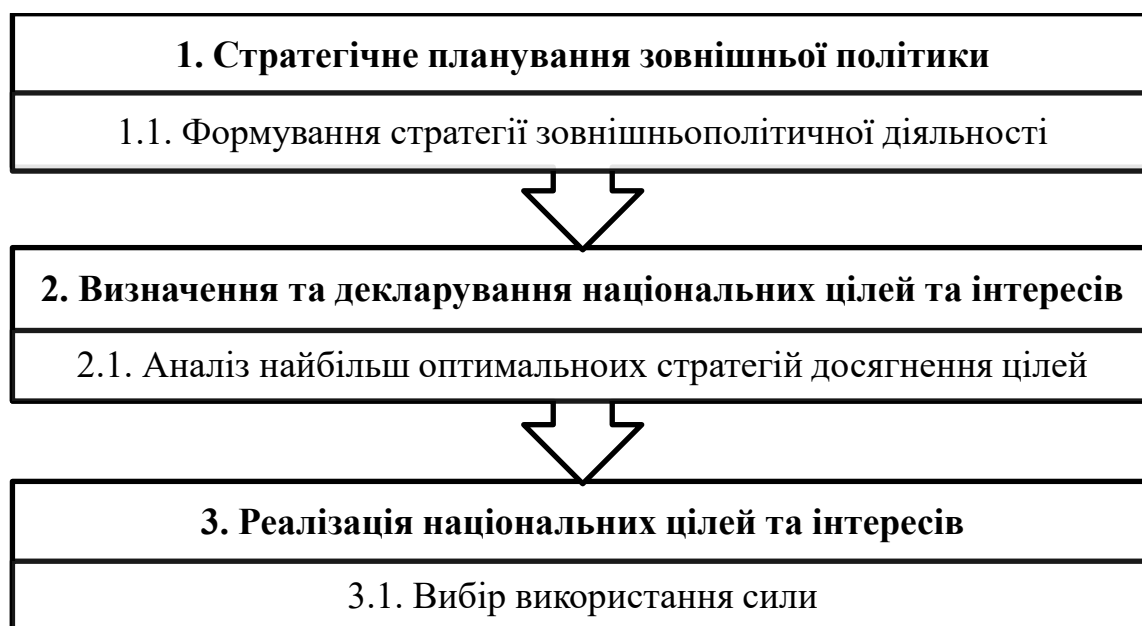 1. Стратегічне планування зовнішньої політики
1.1. Формування стратегії зовнішньополітичної діяльності
2. Визначення та декларування національних цілей та інтересів
2.1. Аналіз найбільш оптимальноих стратегій досягнення цілей
3. Реалізація національних цілей та інтересів
3.1. Вибір використання сили